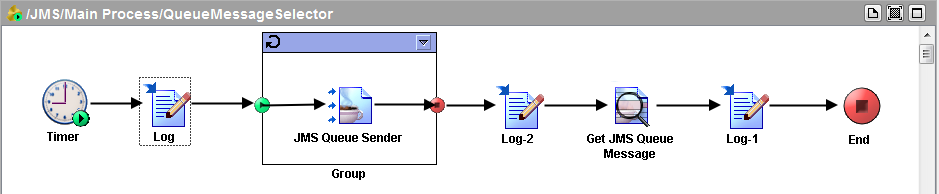 /JMS/Main Process/QueueMessageSelector
Timer
Log
JMS Queue Sender
Group
Log-2
Get JMS Queue
Message
Log-1
End